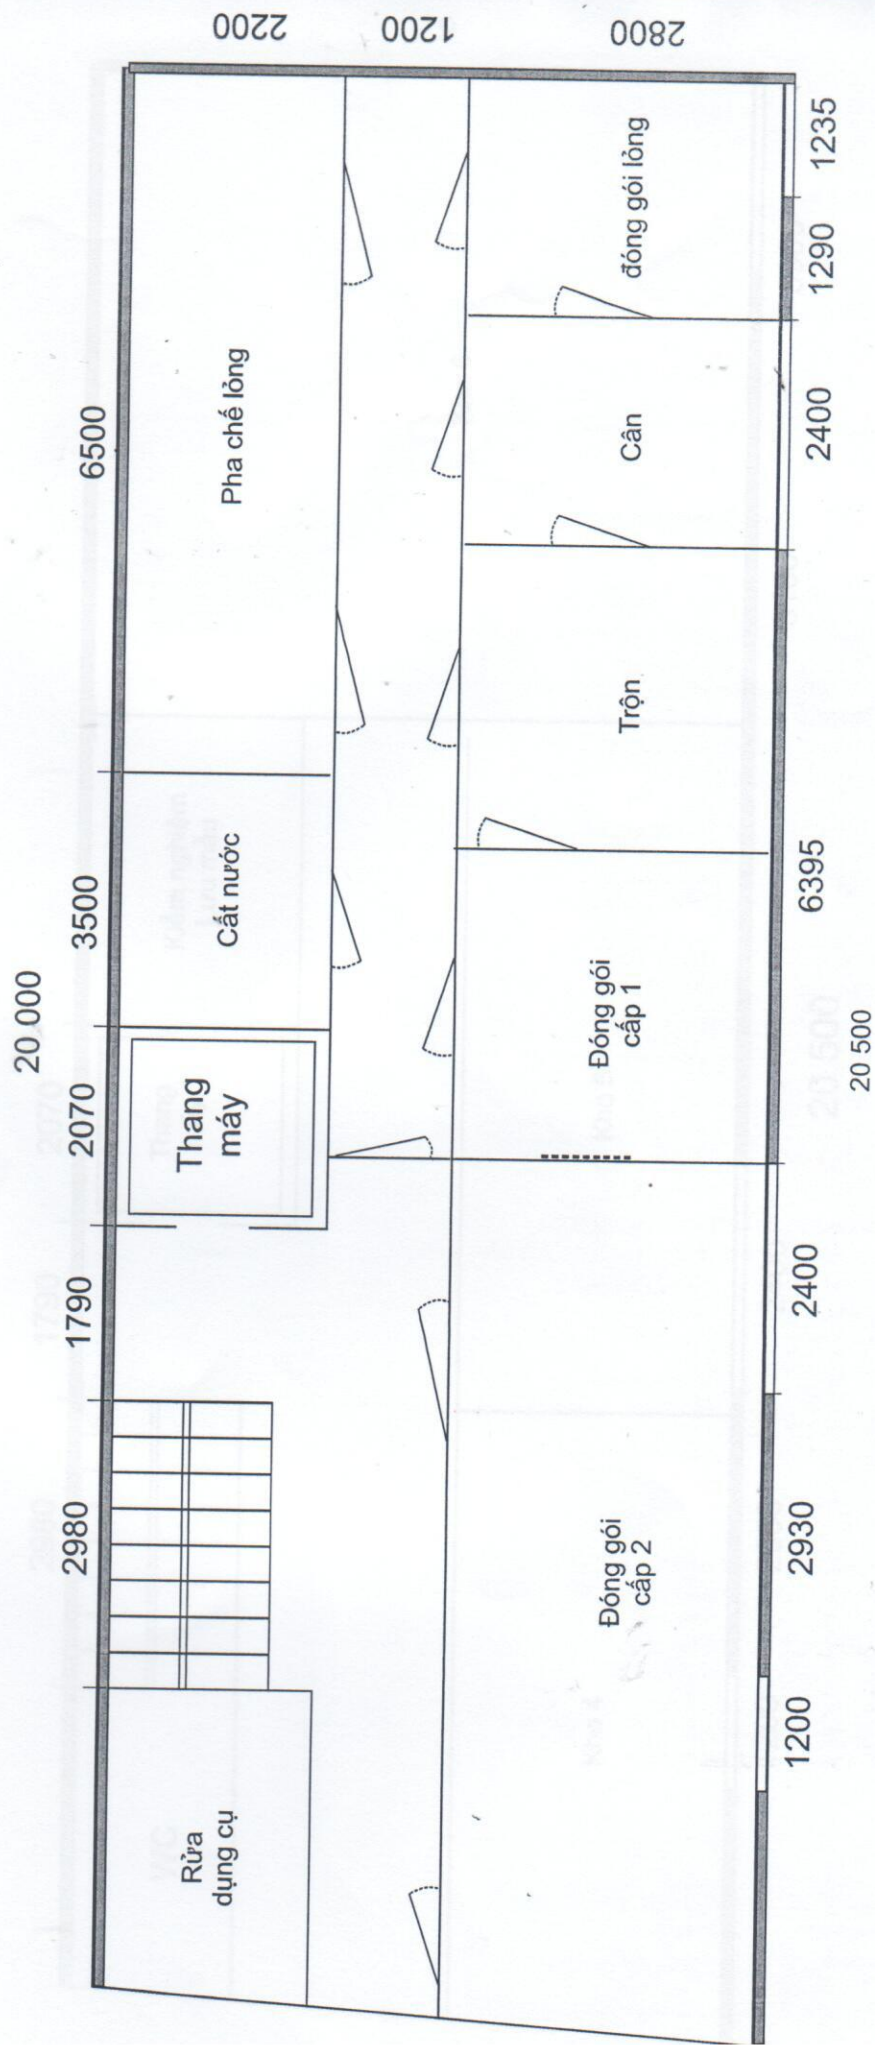 2200
1200
2800
20 000
2980
1790
2070
3500
6500
Rửa
dụng cụ
Thang
máy
Cất nước
Pha chế lỏng
Đóng gói
cấp 2
Đóng gói
cấp 1
Trộn
Cân
đóng gói lỏng
1200
2930
2400
6395
2400
1290
1235
20 500